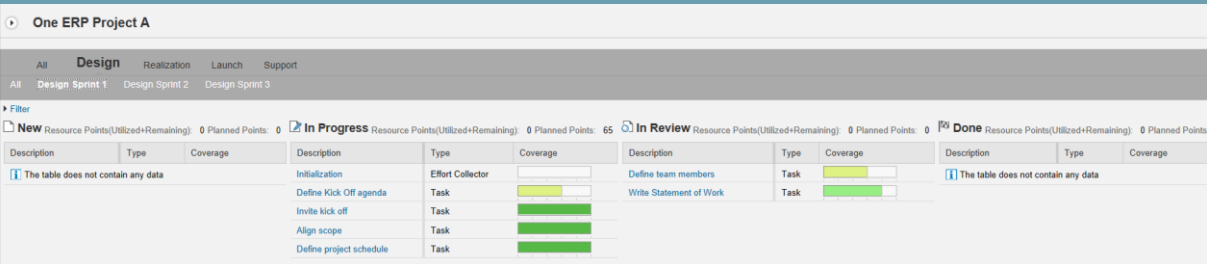 One ERP Project A
All Design Realization Launch Support
All Design Sprint 1 Design Sprint 2 Design Sprint 3
Filter
New Resource Points(Utilized+Remaining): 0 Planned Points: 0
Description Type Coverage
The table does not contain any data
In Progress Resource Points(Utilized+Remaining): 0 Planned Points: 65
Description Type Coverage
Initialization Effort Collector
Define Kick Off agenda Task
Invite kick off Task
Align scope Task
Define project schedule Task
In Review Resource Points(Utilized+Remaining): 0 Planned Points: 0
Description Type Coverage
Define team members Task
Write Statement of Work Task
Done Resource Points(Utilized+Remaining): 0 Planned Points
Description Type Coverage
The table does not contain any data